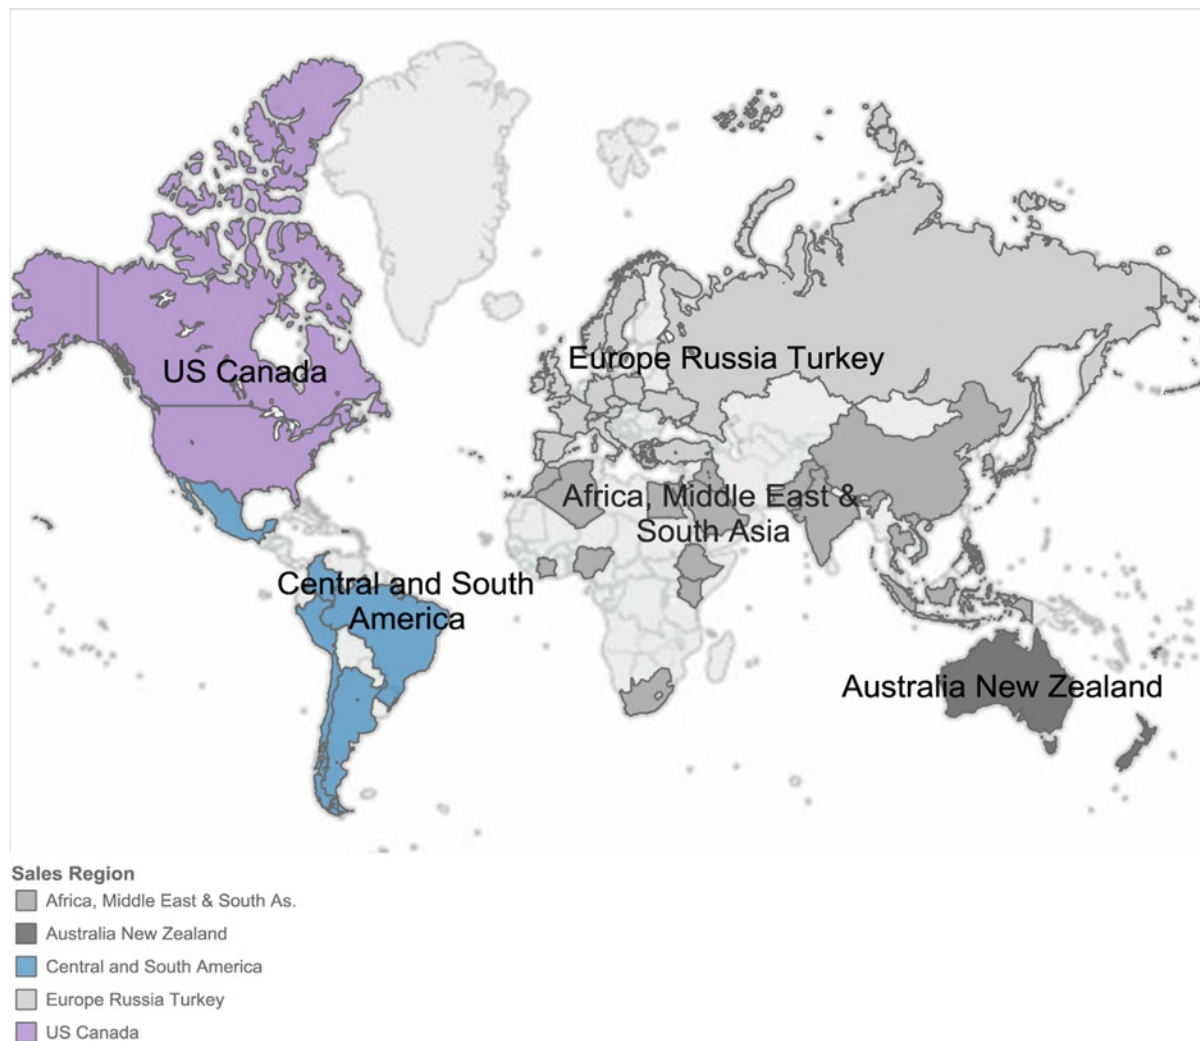 Europe Russia Turkey
US Canada
Africa, Middle East &
South Asia
Central and South
America
Australia New Zealand
Sales Region
Africa, Middle East & South As.
Australia New Zealand
Central and South America
Europe Russia Turkey
US Canada